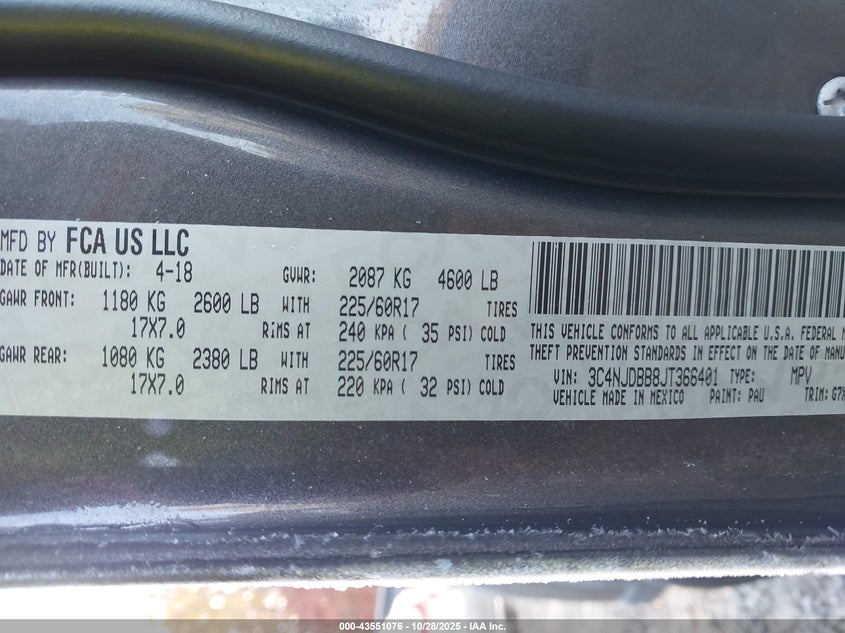 MFD BY FCA US LLC
DATE OF MFR(BUILT): 4-18 GVWR: 2087 KG 4600 LB
GAWR FRONT: 1180 KG 2600 LB WITH 225/60R17 TIRES
17X7.0 RIMS AT 240 KPA ( 35 PSI) COLD
GAWR REAR: 1080 KG 2380 LB WITH 225/60R17 TIRES
17X7.0 RIMS AT 220 KPA ( 32 PSI) COLD
THIS VEHICLE CONFORMS TO ALL APPLICABLE U.S.A. FEDERAL
THEFT PREVENTION STANDARDS IN EFFECT ON THE DATE OF MANU
VIN: 3C4NJDBB8JT366401 TYPE: MPV
VEHICLE MADE IN MEXICO PAINT: PAU TRIM: G7X
000-43551076 - 10/28/2025 - IAA Inc.